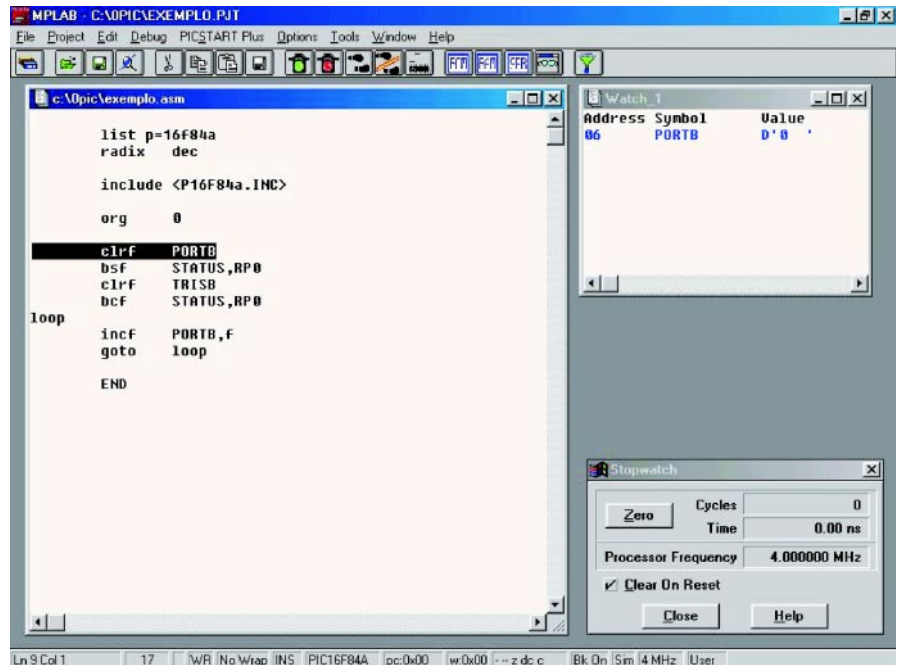 MPLAB - C:\0PIC\EXEMPLO.PJT
File Project Edit Debug PICSTART Plus Options Tools Window Help
c:\0pic\exemplo.asm
list p=16f84a
radix dec
include <P16F84a.INC>
org 0
clrf PORTB
bsf STATUS,RP0
clrf TRISB
bcf STATUS,RP0
loop
incf PORTB,f
goto loop
END
Watch_1
Address Symbol Value
06 PORTB D'0 '
Stopwatch
Zero
Cycles 0
Time 0.00 ns
Processor Frequency 4.000000 MHz
Clear On Reset
Close Help
Ln 9 Col 1 17 WR No Wrap INS PIC16F84A pc:0x00 w:0x00 - - z dc c Bk On Sim 4 MHz User